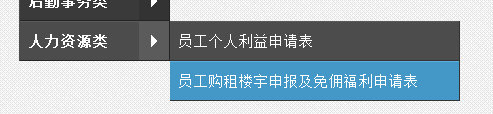 后勤事务类
人力资源类
员工个人利益申请表
员工购租楼宇申报及免佣福利申请表